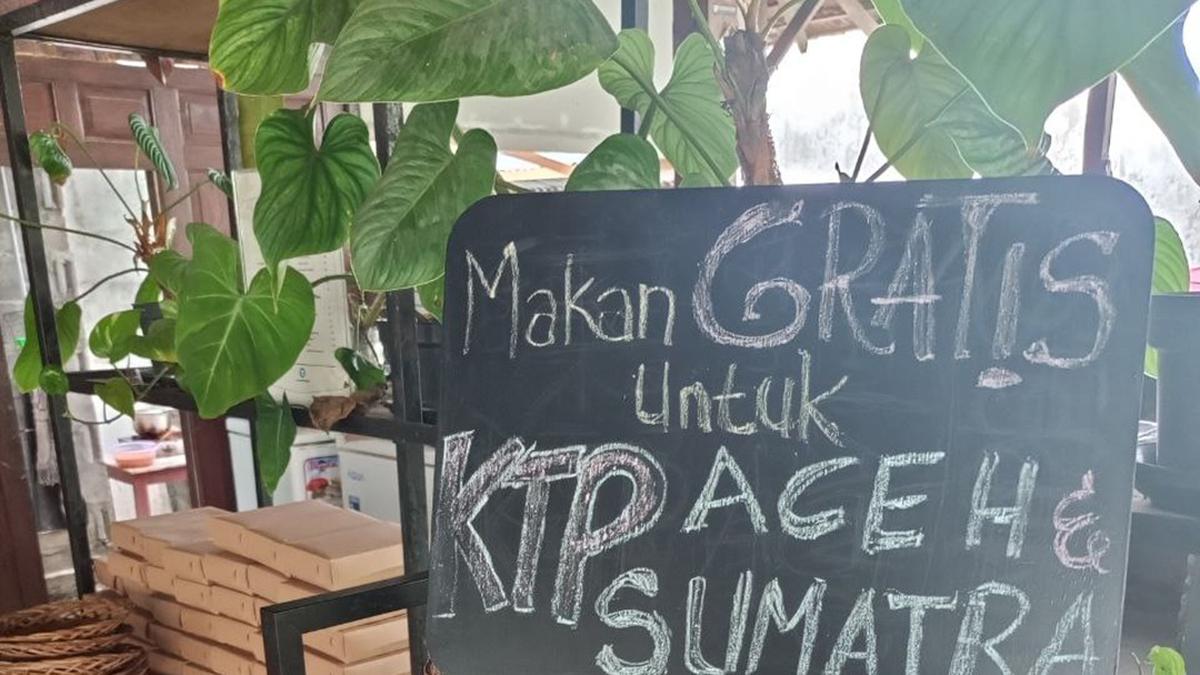 Makan GRATIS
untuk
KTP ACEH &
SUMATRA